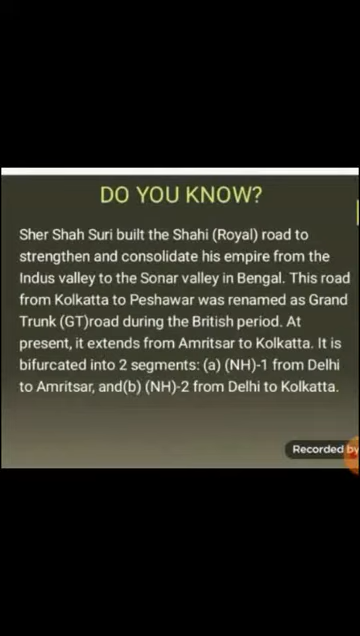 DO YOU KNOW?
Sher Shah Suri built the Shahi (Royal) road to
strengthen and consolidate his empire from the
Indus valley to the Sonar valley in Bengal. This road
from Kolkatta to Peshawar was renamed as Grand
Trunk (GT)road during the British period. At
present, it extends from Amritsar to Kolkatta. It is
bifurcated into 2 segments: (a) (NH)-1 from Delhi
to Amritsar, and(b) (NH)-2 from Delhi to Kolkatta.
Recorded by